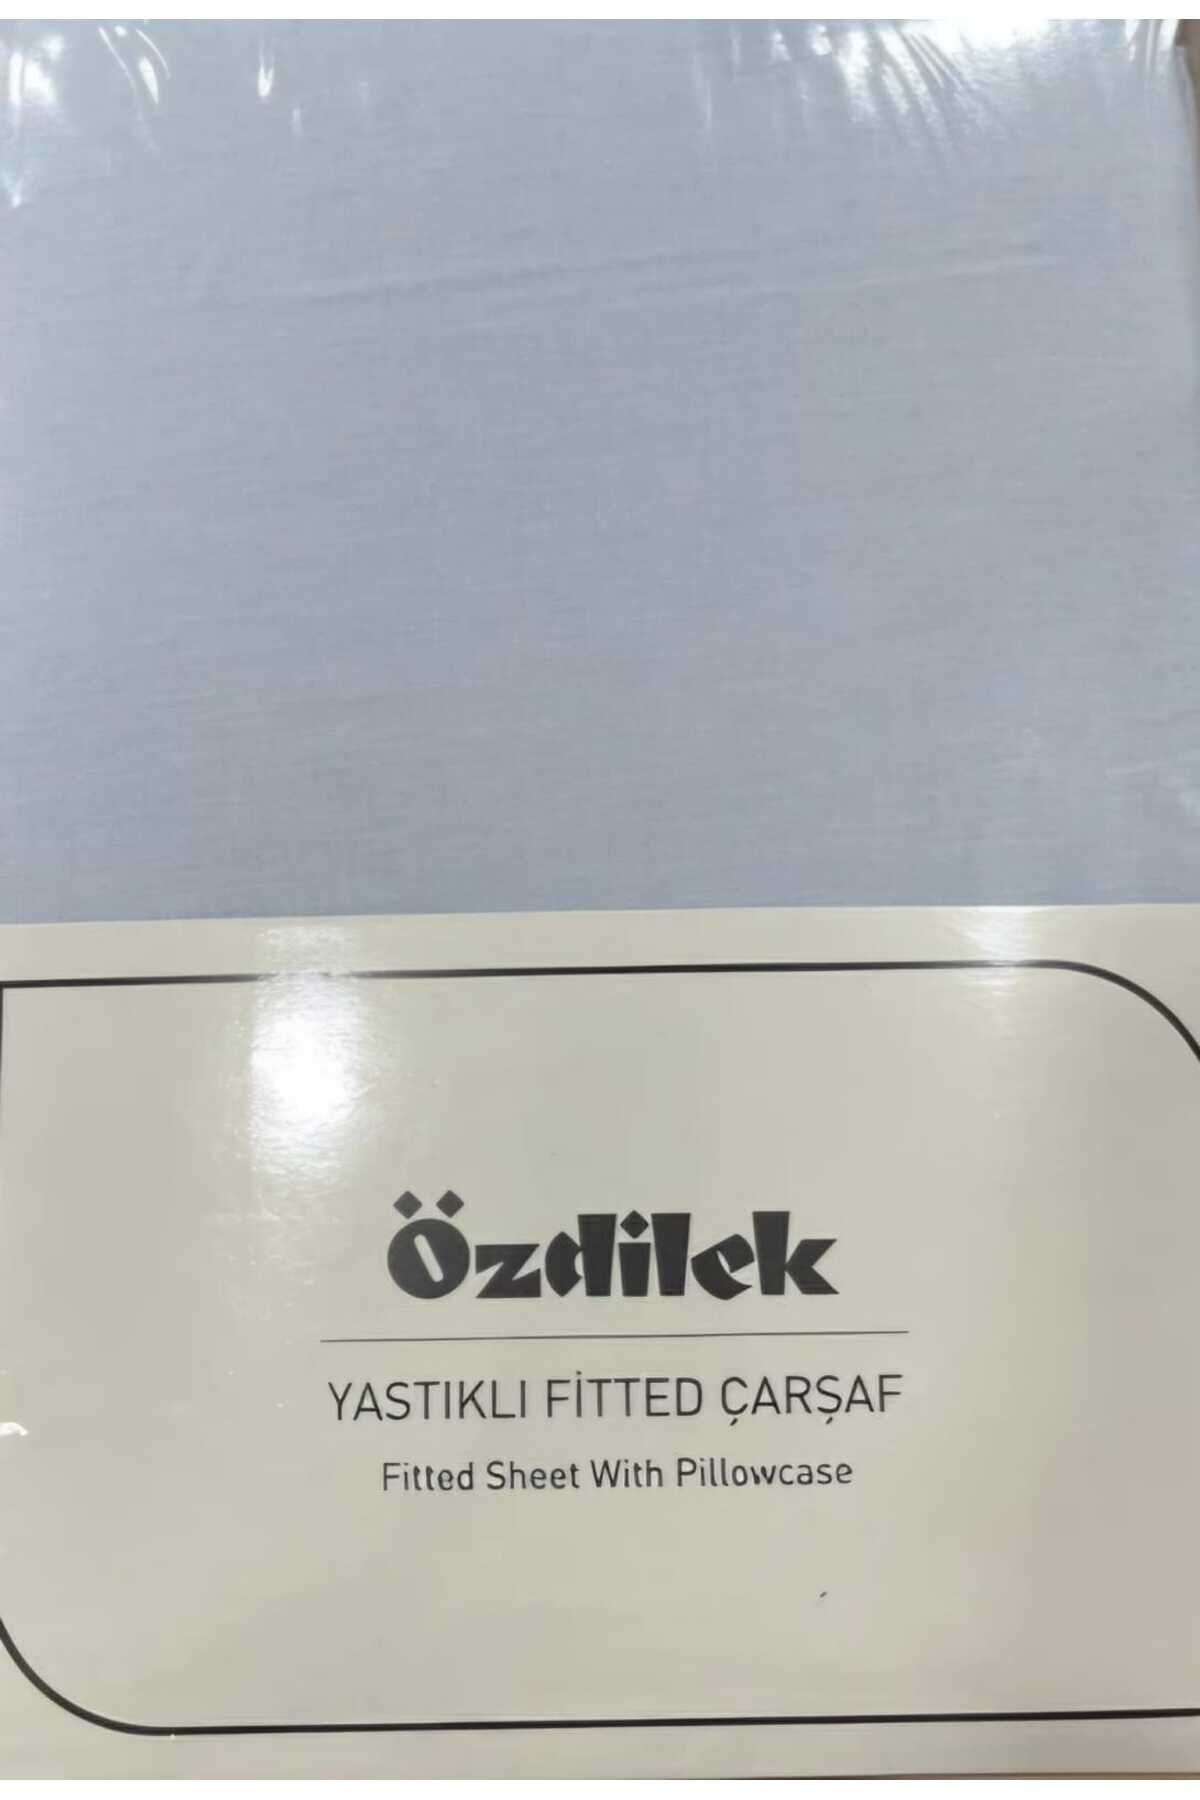 Özdilek
YASTIKLI FİTTED ÇARŞAF
Fitted Sheet With Pillowcase